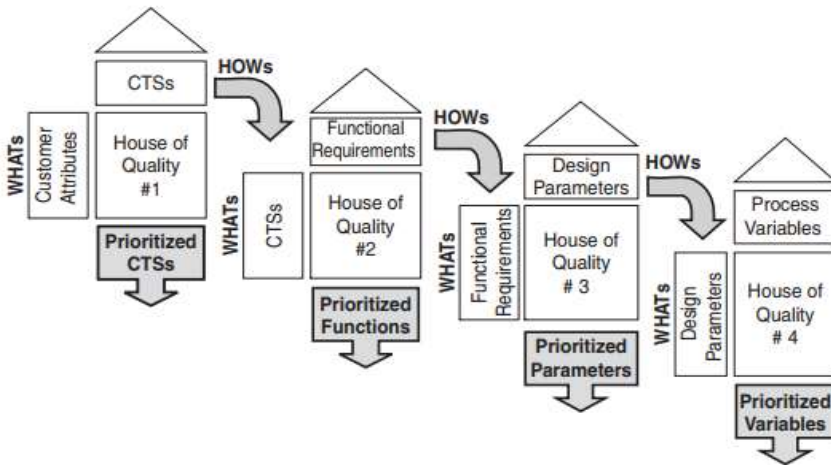 CTSs
HOWs
WHATs
Customer
Attributes
House of
Quality
#1
Prioritized
CTSs
Functional
Requirements
HOWs
WHATs
CTSs
House of
Quality
#2
Prioritized
Functions
Design
Parameters
HOWs
WHATs
Functional
Requirements
House of
Quality
# 3
Prioritized
Parameters
Process
Variables
WHATs
Design
Parameters
House of
Quality
# 4
Prioritized
Variables